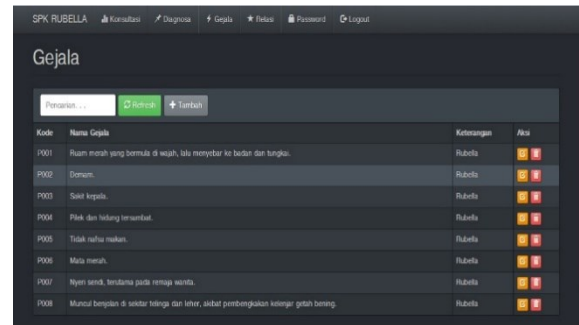 SPK RUBELLA Konsultasi Diagnosa Gejala Relasi Password Logout
Gejala
Pencarian. . . Refresh Tambah
Kode Nama Gejala Keterangan Aksi
P001 Ruam merah yang bermula di wajah, lalu menyebar ke badan dan tungkai. Rubella
P002 Demam. Rubella
P003 Sakit kepala. Rubella
P004 Pilek dan hidung tersumbat. Rubella
P005 Tidak nafsu makan. Rubella
P006 Mata merah. Rubella
P007 Nyeri sendi, terutama pada remaja wanita. Rubella
P008 Muncul benjolan di sekitar telinga dan leher, akibat pembengkakan kelenjar getah bening. Rubella